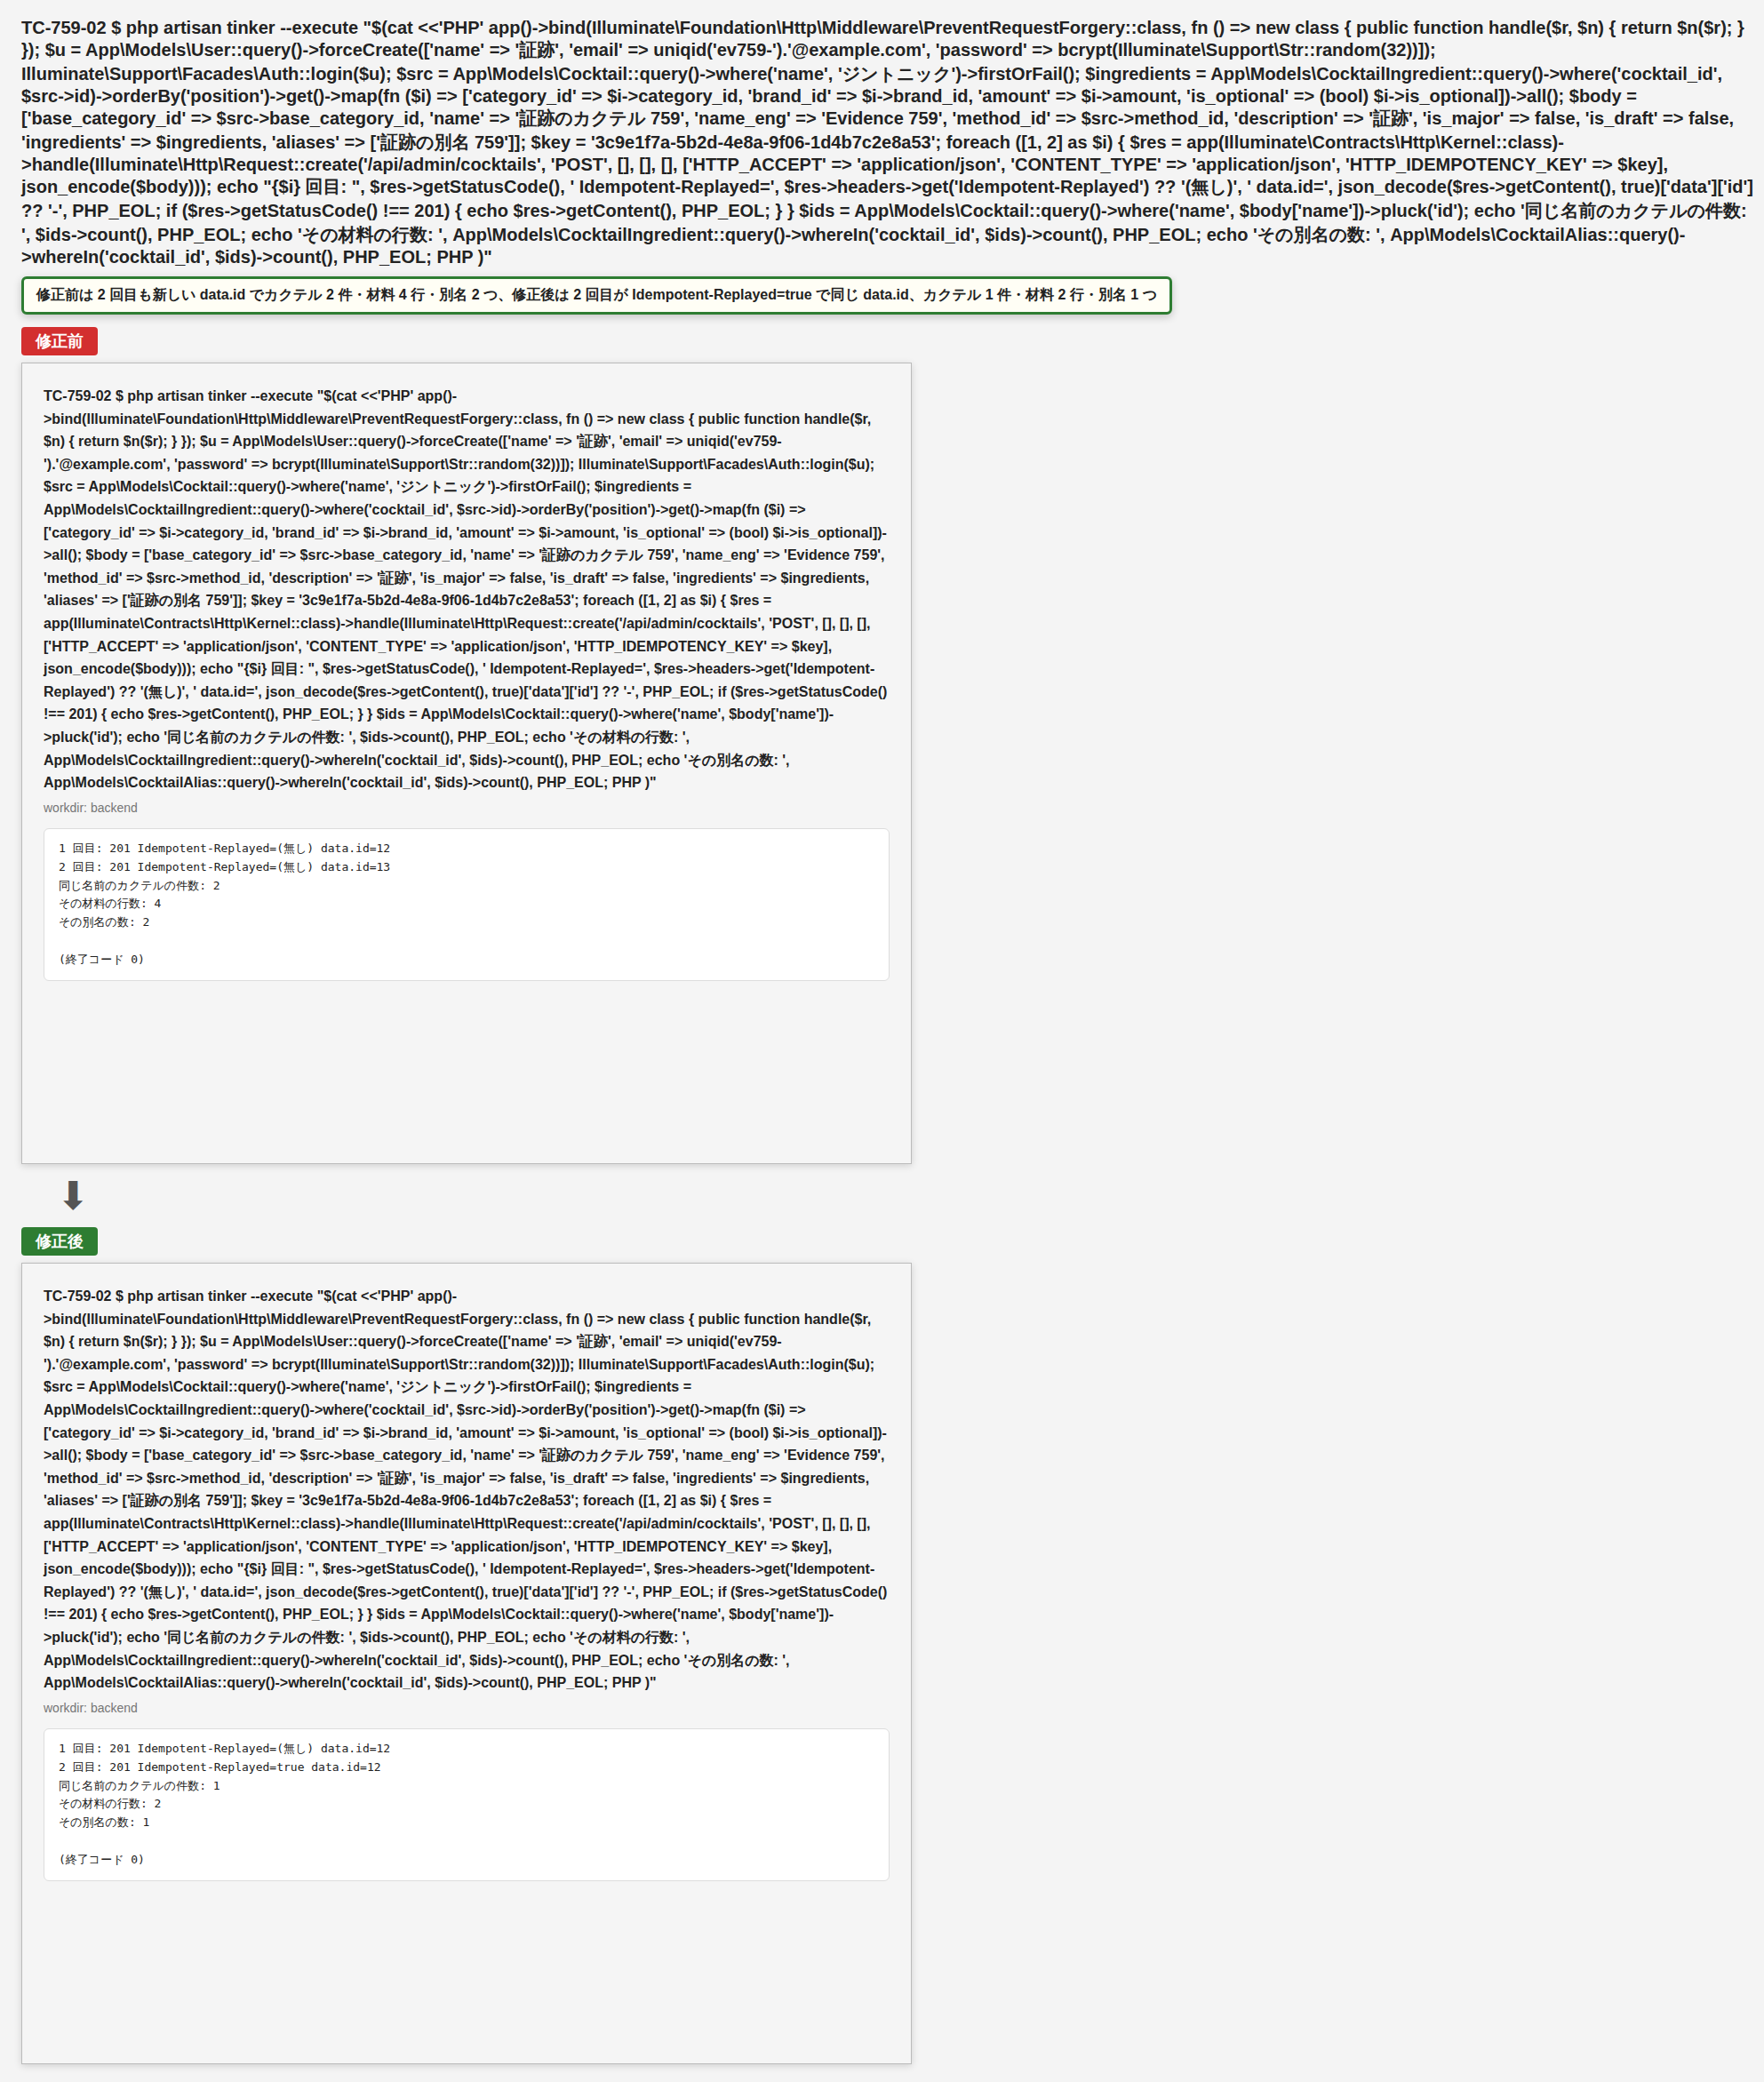 TC-759-02 $ php artisan tinker --execute "$(cat <<'PHP' app()->bind(Illuminate\Foundation\Http\Middleware\PreventRequestForgery::class, fn () => new class { public function handle($r, $n) { return $n($r); }
}); $u = App\Models\User::query()->forceCreate(['name' => '証跡', 'email' => uniqid('ev759-').'@example.com', 'password' => bcrypt(Illuminate\Support\Str::random(32))]);
Illuminate\Support\Facades\Auth::login($u); $src = App\Models\Cocktail::query()->where('name', 'ジントニック')->firstOrFail(); $ingredients = App\Models\CocktailIngredient::query()->where('cocktail_id',
$src->id)->orderBy('position')->get()->map(fn ($i) => ['category_id' => $i->category_id, 'brand_id' => $i->brand_id, 'amount' => $i->amount, 'is_optional' => (bool) $i->is_optional])->all(); $body =
['base_category_id' => $src->base_category_id, 'name' => '証跡のカクテル 759', 'name_eng' => 'Evidence 759', 'method_id' => $src->method_id, 'description' => '証跡', 'is_major' => false, 'is_draft' => false,
'ingredients' => $ingredients, 'aliases' => ['証跡の別名 759']]; $key = '3c9e1f7a-5b2d-4e8a-9f06-1d4b7c2e8a53'; foreach ([1, 2] as $i) { $res = app(Illuminate\Contracts\Http\Kernel::class)-
>handle(Illuminate\Http\Request::create('/api/admin/cocktails', 'POST', [], [], [], ['HTTP_ACCEPT' => 'application/json', 'CONTENT_TYPE' => 'application/json', 'HTTP_IDEMPOTENCY_KEY' => $key],
json_encode($body))); echo "{$i} 回目: ", $res->getStatusCode(), ' Idempotent-Replayed=', $res->headers->get('Idempotent-Replayed') ?? '(無し)', ' data.id=', json_decode($res->getContent(), true)['data']['id']
?? '-', PHP_EOL; if ($res->getStatusCode() !== 201) { echo $res->getContent(), PHP_EOL; } } $ids = App\Models\Cocktail::query()->where('name', $body['name'])->pluck('id'); echo '同じ名前のカクテルの件数:
', $ids->count(), PHP_EOL; echo 'その材料の行数: ', App\Models\CocktailIngredient::query()->whereIn('cocktail_id', $ids)->count(), PHP_EOL; echo 'その別名の数: ', App\Models\CocktailAlias::query()-
>whereIn('cocktail_id', $ids)->count(), PHP_EOL; PHP )"
修正前は 2 回目も新しい data.id でカクテル 2 件・材料 4 行・別名 2 つ、修正後は 2 回目が Idempotent-Replayed=true で同じ data.id、カクテル 1 件・材料 2 行・別名 1 つ
修正前
TC-759-02 $ php artisan tinker --execute "$(cat <<'PHP' app()-
>bind(Illuminate\Foundation\Http\Middleware\PreventRequestForgery::class, fn () => new class { public function handle($r,
$n) { return $n($r); } }); $u = App\Models\User::query()->forceCreate(['name' => '証跡', 'email' => uniqid('ev759-
').'@example.com', 'password' => bcrypt(Illuminate\Support\Str::random(32))]); Illuminate\Support\Facades\Auth::login($u);
$src = App\Models\Cocktail::query()->where('name', 'ジントニック')->firstOrFail(); $ingredients =
App\Models\CocktailIngredient::query()->where('cocktail_id', $src->id)->orderBy('position')->get()->map(fn ($i) =>
['category_id' => $i->category_id, 'brand_id' => $i->brand_id, 'amount' => $i->amount, 'is_optional' => (bool) $i->is_optional])-
>all(); $body = ['base_category_id' => $src->base_category_id, 'name' => '証跡のカクテル 759', 'name_eng' => 'Evidence 759',
'method_id' => $src->method_id, 'description' => '証跡', 'is_major' => false, 'is_draft' => false, 'ingredients' => $ingredients,
'aliases' => ['証跡の別名 759']]; $key = '3c9e1f7a-5b2d-4e8a-9f06-1d4b7c2e8a53'; foreach ([1, 2] as $i) { $res =
app(Illuminate\Contracts\Http\Kernel::class)->handle(Illuminate\Http\Request::create('/api/admin/cocktails', 'POST', [], [], [],
['HTTP_ACCEPT' => 'application/json', 'CONTENT_TYPE' => 'application/json', 'HTTP_IDEMPOTENCY_KEY' => $key],
json_encode($body))); echo "{$i} 回目: ", $res->getStatusCode(), ' Idempotent-Replayed=', $res->headers->get('Idempotent-
Replayed') ?? '(無し)', ' data.id=', json_decode($res->getContent(), true)['data']['id'] ?? '-', PHP_EOL; if ($res->getStatusCode()
!== 201) { echo $res->getContent(), PHP_EOL; } } $ids = App\Models\Cocktail::query()->where('name', $body['name'])-
>pluck('id'); echo '同じ名前のカクテルの件数: ', $ids->count(), PHP_EOL; echo 'その材料の行数: ',
App\Models\CocktailIngredient::query()->whereIn('cocktail_id', $ids)->count(), PHP_EOL; echo 'その別名の数: ',
App\Models\CocktailAlias::query()->whereIn('cocktail_id', $ids)->count(), PHP_EOL; PHP )"
workdir: backend
1 回目: 201 Idempotent-Replayed=(無し) data.id=12
2 回目: 201 Idempotent-Replayed=(無し) data.id=13
同じ名前のカクテルの件数: 2
その材料の行数: 4
その別名の数: 2
(終了コード 0)
⬇
修正後
TC-759-02 $ php artisan tinker --execute "$(cat <<'PHP' app()-
>bind(Illuminate\Foundation\Http\Middleware\PreventRequestForgery::class, fn () => new class { public function handle($r,
$n) { return $n($r); } }); $u = App\Models\User::query()->forceCreate(['name' => '証跡', 'email' => uniqid('ev759-
').'@example.com', 'password' => bcrypt(Illuminate\Support\Str::random(32))]); Illuminate\Support\Facades\Auth::login($u);
$src = App\Models\Cocktail::query()->where('name', 'ジントニック')->firstOrFail(); $ingredients =
App\Models\CocktailIngredient::query()->where('cocktail_id', $src->id)->orderBy('position')->get()->map(fn ($i) =>
['category_id' => $i->category_id, 'brand_id' => $i->brand_id, 'amount' => $i->amount, 'is_optional' => (bool) $i->is_optional])-
>all(); $body = ['base_category_id' => $src->base_category_id, 'name' => '証跡のカクテル 759', 'name_eng' => 'Evidence 759',
'method_id' => $src->method_id, 'description' => '証跡', 'is_major' => false, 'is_draft' => false, 'ingredients' => $ingredients,
'aliases' => ['証跡の別名 759']]; $key = '3c9e1f7a-5b2d-4e8a-9f06-1d4b7c2e8a53'; foreach ([1, 2] as $i) { $res =
app(Illuminate\Contracts\Http\Kernel::class)->handle(Illuminate\Http\Request::create('/api/admin/cocktails', 'POST', [], [], [],
['HTTP_ACCEPT' => 'application/json', 'CONTENT_TYPE' => 'application/json', 'HTTP_IDEMPOTENCY_KEY' => $key],
json_encode($body))); echo "{$i} 回目: ", $res->getStatusCode(), ' Idempotent-Replayed=', $res->headers->get('Idempotent-
Replayed') ?? '(無し)', ' data.id=', json_decode($res->getContent(), true)['data']['id'] ?? '-', PHP_EOL; if ($res->getStatusCode()
!== 201) { echo $res->getContent(), PHP_EOL; } } $ids = App\Models\Cocktail::query()->where('name', $body['name'])-
>pluck('id'); echo '同じ名前のカクテルの件数: ', $ids->count(), PHP_EOL; echo 'その材料の行数: ',
App\Models\CocktailIngredient::query()->whereIn('cocktail_id', $ids)->count(), PHP_EOL; echo 'その別名の数: ',
App\Models\CocktailAlias::query()->whereIn('cocktail_id', $ids)->count(), PHP_EOL; PHP )"
workdir: backend
1 回目: 201 Idempotent-Replayed=(無し) data.id=12
2 回目: 201 Idempotent-Replayed=true data.id=12
同じ名前のカクテルの件数: 1
その材料の行数: 2
その別名の数: 1
(終了コード 0)